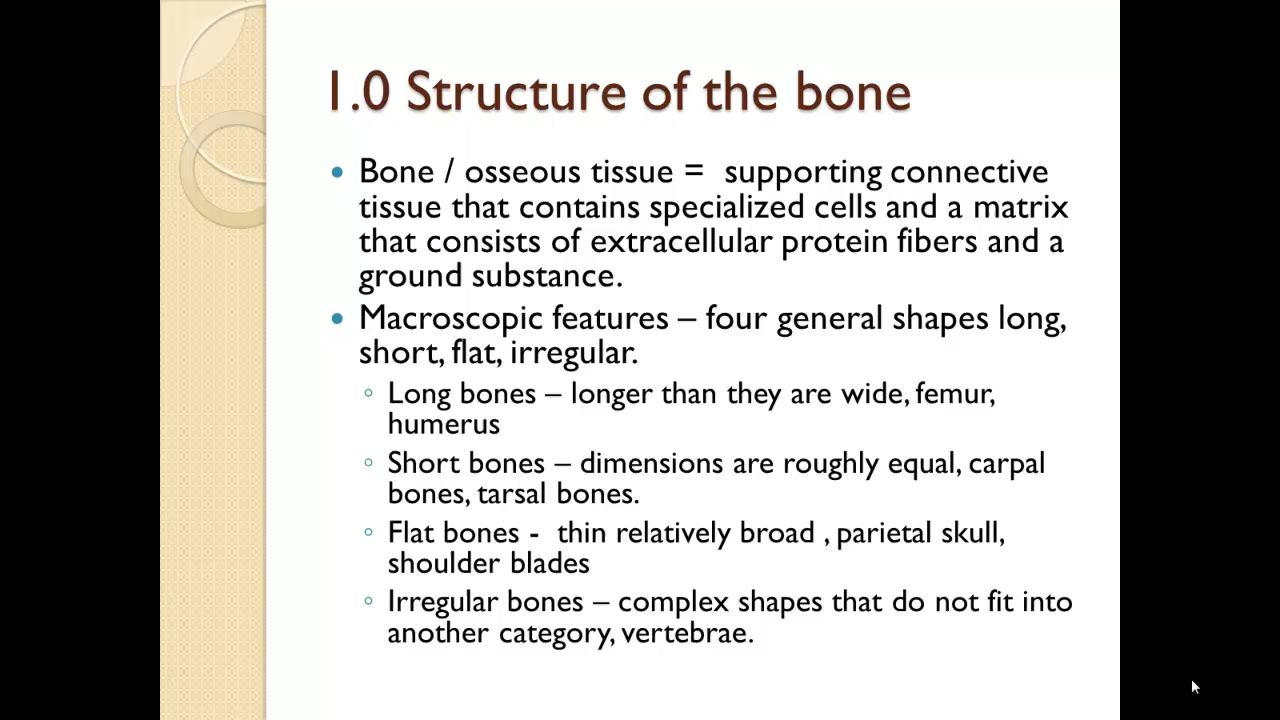 1.0 Structure of the bone
• Bone / osseous tissue = supporting connective
tissue that contains specialized cells and a matrix
that consists of extracellular protein fibers and a
ground substance.
• Macroscopic features – four general shapes long,
short, flat, irregular.
◦ Long bones – longer than they are wide, femur,
humerus
◦ Short bones – dimensions are roughly equal, carpal
bones, tarsal bones.
◦ Flat bones - thin relatively broad , parietal skull,
shoulder blades
◦ Irregular bones – complex shapes that do not fit into
another category, vertebrae.